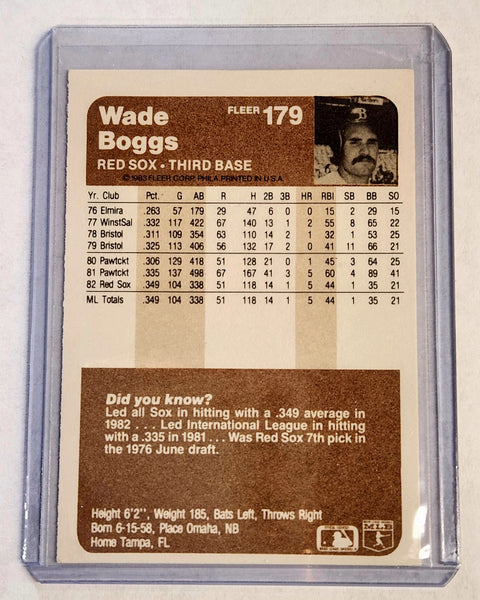 Wade
Boggs
FLEER 179
RED SOX • THIRD BASE
© 1983 FLEER CORP. PHILA. PRINTED IN U.S.A.
Yr. Club Pct. G AB R H 2B 3B HR RBI SB BB SO
76 Elmira .263 57 179 29 47 6 0 0 15 2 29 15
77 WinstSal .332 117 422 67 140 13 1 2 55 8 65 22
78 Bristol .311 109 354 63 110 14 2 1 32 1 53 25
79 Bristol .325 113 406 56 132 17 2 0 41 11 66 21
80 Pawtckt .306 129 418 51 128 21 0 1 45 3 64 25
81 Pawtckt .335 137 498 67 167 41 3 5 60 4 89 41
82 Red Sox .349 104 338 51 118 14 1 5 44 1 35 21
ML Totals .349 104 338 51 118 14 1 5 44 1 35 21
Did you know?
Led all Sox in hitting with a .349 average in
1982 . . . Led International League in hitting
with a .335 in 1981 . . . Was Red Sox 7th pick in
the 1976 June draft.
Height 6'2", Weight 185, Bats Left, Throws Right
Born 6-15-58, Place Omaha, NB
Home Tampa, FL